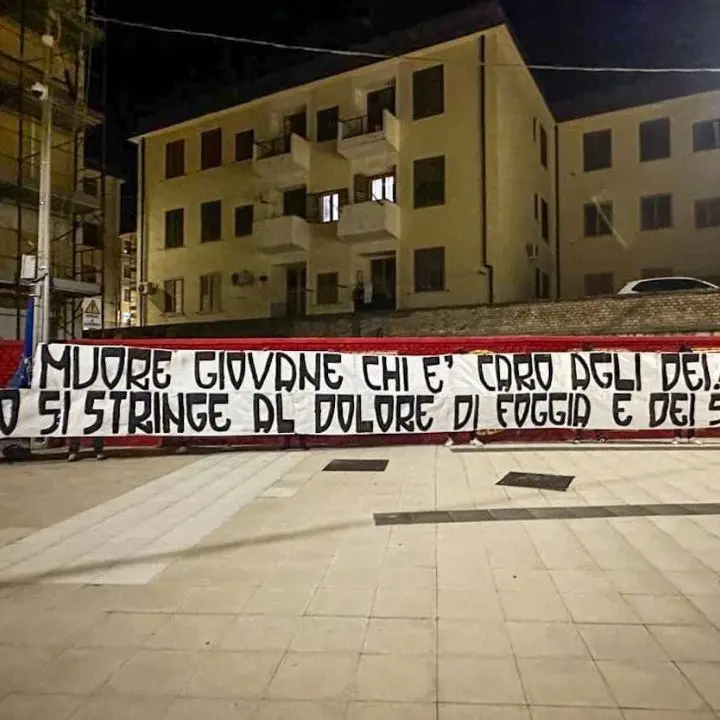 MUORE GIOVANE CHI E' CARO AGLI DEI
SI STRINGE AL DOLORE DI FOGGIA E DEI